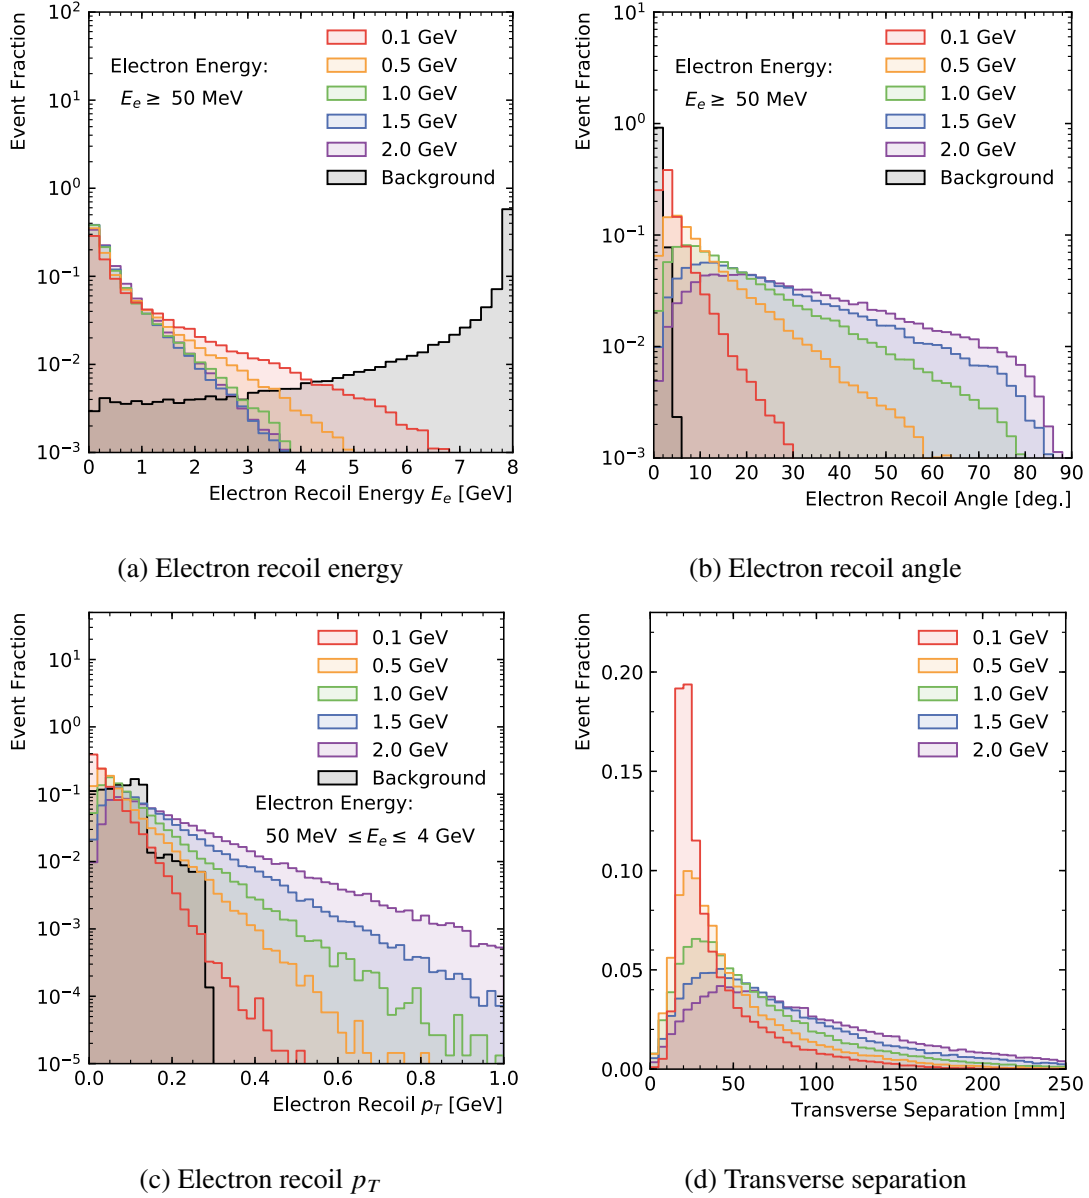 Event Fraction
10²
10¹
10⁰
10⁻¹
10⁻²
10⁻³
Electron Energy:
E_e ≥ 50 MeV
0.1 GeV
0.5 GeV
1.0 GeV
1.5 GeV
2.0 GeV
Background
0 1 2 3 4 5 6 7 8
Electron Recoil Energy E_e [GeV]
(a) Electron recoil energy
Event Fraction
10¹
10⁰
10⁻¹
10⁻²
10⁻³
Electron Energy:
E_e ≥ 50 MeV
0.1 GeV
0.5 GeV
1.0 GeV
1.5 GeV
2.0 GeV
Background
0 10 20 30 40 50 60 70 80 90
Electron Recoil Angle [deg.]
(b) Electron recoil angle
Event Fraction
10¹
10⁰
10⁻¹
10⁻²
10⁻³
10⁻⁴
10⁻⁵
0.1 GeV
0.5 GeV
1.0 GeV
1.5 GeV
2.0 GeV
Background
Electron Energy:
50 MeV ≤ E_e ≤ 4 GeV
0.0 0.2 0.4 0.6 0.8 1.0
Electron Recoil p_T [GeV]
(c) Electron recoil p_T
Event Fraction
0.20
0.15
0.10
0.05
0.00
0.1 GeV
0.5 GeV
1.0 GeV
1.5 GeV
2.0 GeV
0 50 100 150 200 250
Transverse Separation [mm]
(d) Transverse separation